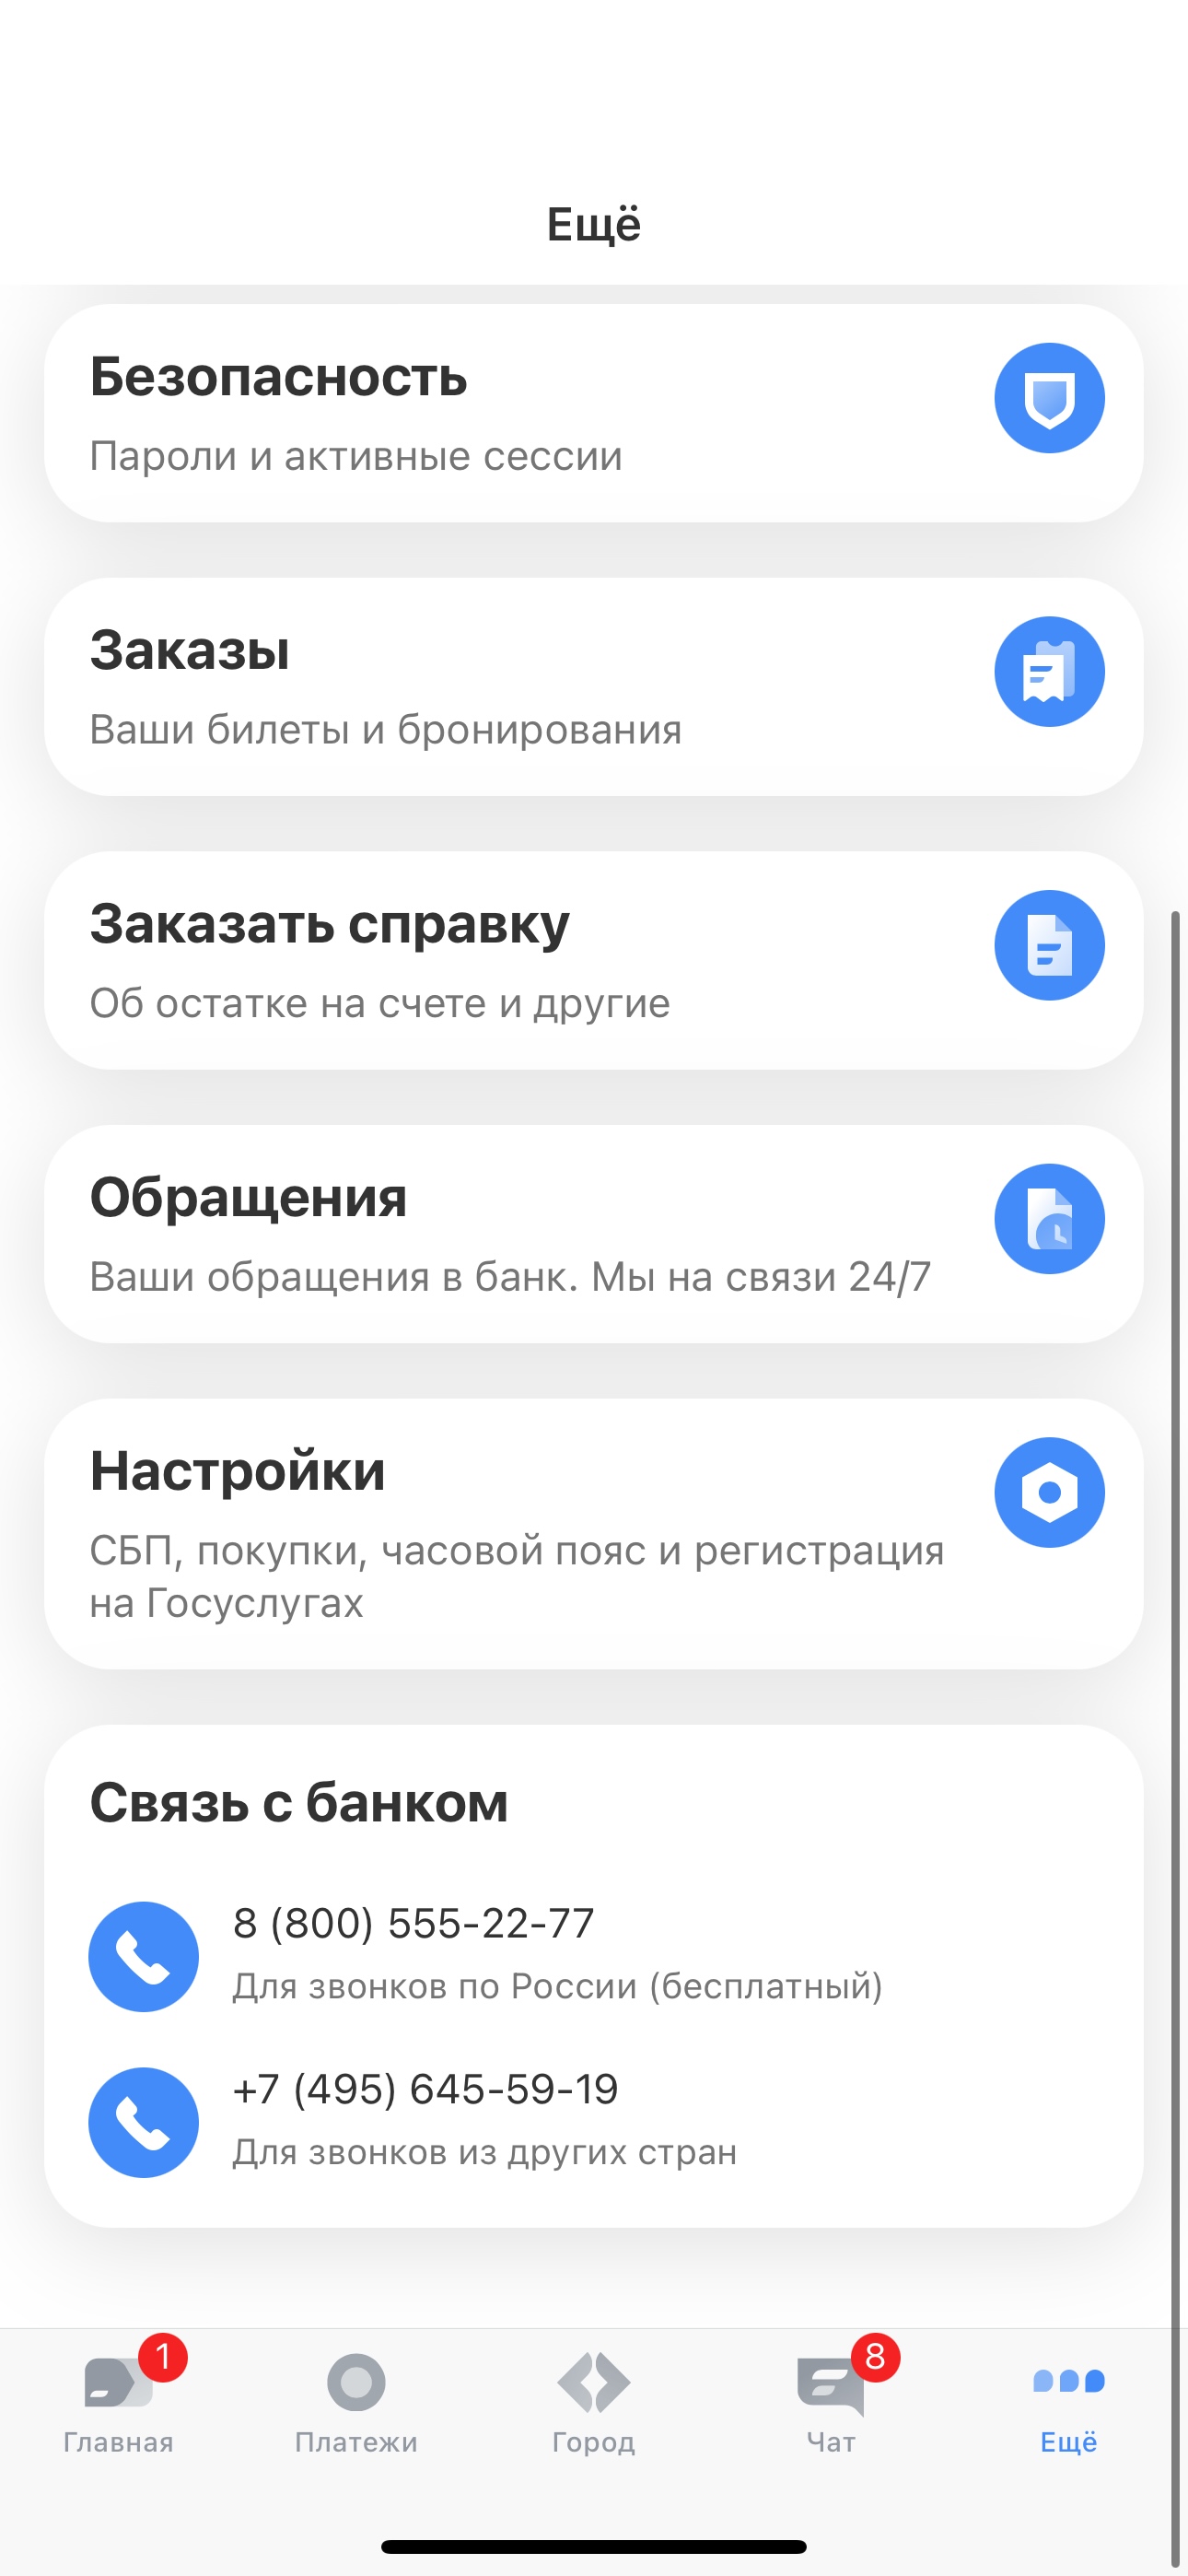 Ещё
Безопасность
Пароли и активные сессии
Заказы
Ваши билеты и бронирования
Заказать справку
Об остатке на счете и другие
Обращения
Ваши обращения в банк. Мы на связи 24/7
Настройки
СБП, покупки, часовой пояс и регистрация
на Госуслугах
Связь с банком
8 (800) 555-22-77
Для звонков по России (бесплатный)
+7 (495) 645-59-19
Для звонков из других стран
1
8
Главная
Платежи
Город
Чат
Ещё